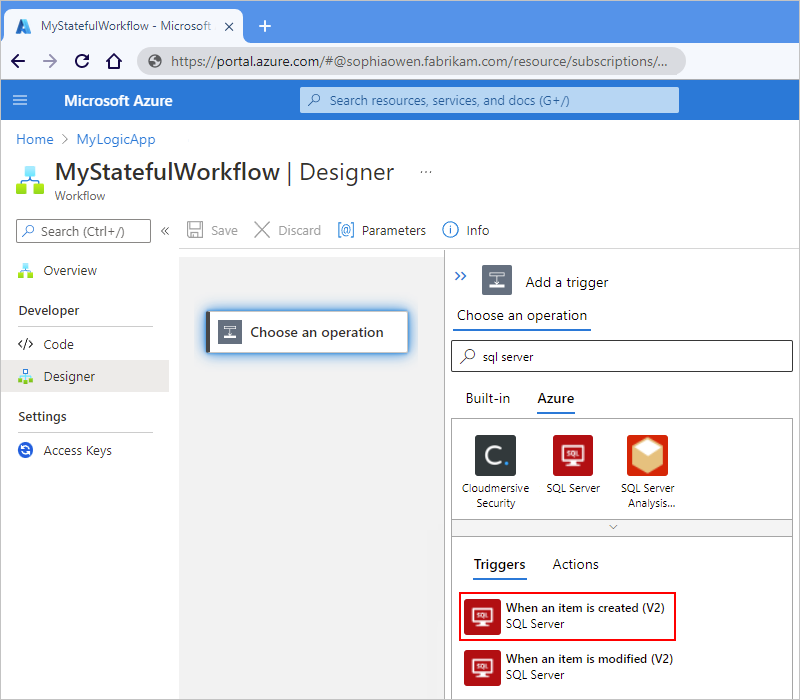 MyStatefulWorkflow - Microsoft
https://portal.azure.com/#@sophiaowen.fabrikam.com/resource/subscriptions/...
Microsoft Azure
Search resources, services, and docs (G+/)
Home > MyLogicApp
MyStatefulWorkflow | Designer ...
Workflow
Search (Ctrl+/)
«
Save
Discard
[@] Parameters
Info
Overview
Developer
</> Code
Designer
Settings
Access Keys
Choose an operation
Add a trigger
Choose an operation
sql server
Built-in
Azure
C.
Cloudmersive
Security
SQL
SQL Server
SQL Server
Analysis...
Triggers
Actions
SQL
When an item is created (V2)
SQL Server
SQL
When an item is modified (V2)
SQL Server